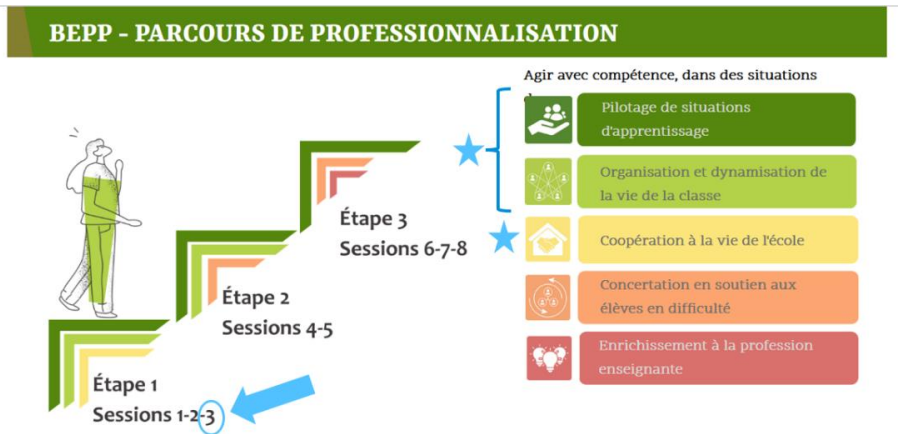 BEPP - PARCOURS DE PROFESSIONNALISATION
Agir avec compétence, dans des situations
Pilotage de situations
d'apprentissage
Organisation et dynamisation de
la vie de la classe
Coopération à la vie de l'école
Concertation en soutien aux
élèves en difficulté
Enrichissement à la profession
enseignante
Étape 3
Sessions 6-7-8
Étape 2
Sessions 4-5
Étape 1
Sessions 1-2-3